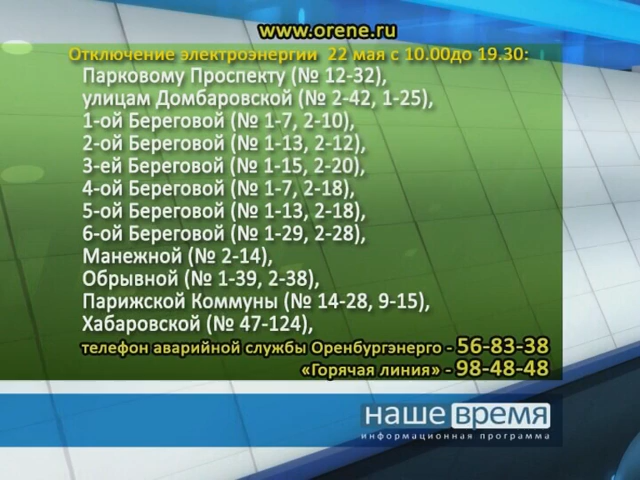 www.orene.ru
Отключение электроэнергии 22 мая с 10.00до 19.30:
Парковому Проспекту (№ 12-32),
улицам Домбаровской (№ 2-42, 1-25),
1-ой Береговой (№ 1-7, 2-10),
2-ой Береговой (№ 1-13, 2-12),
3-ей Береговой (№ 1-15, 2-20),
4-ой Береговой (№ 1-7, 2-18),
5-ой Береговой (№ 1-13, 2-18),
6-ой Береговой (№ 1-29, 2-28),
Манежной (№ 2-14),
Обрывной (№ 1-39, 2-38),
Парижской Коммуны (№ 14-28, 9-15),
Хабаровской (№ 47-124),
телефон аварийной службы Оренбургэнерго - 56-83-38
«Горячая линия» - 98-48-48
наше время
информационная программа